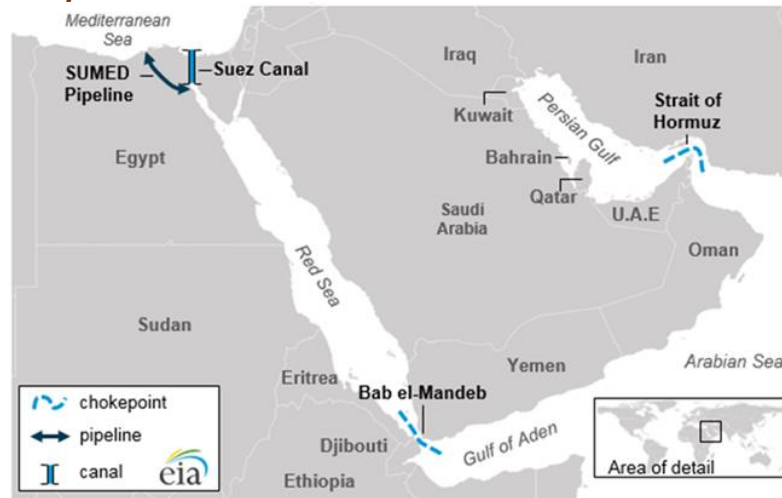 Mediterranean
Sea
SUMED
Pipeline
Suez Canal
Iraq
Iran
Kuwait
Persian Gulf
Strait of
Hormuz
Egypt
Bahrain
Qatar
Saudi
Arabia
U.A.E
Oman
Red Sea
Sudan
Eritrea
Yemen
Arabian Sea
Bab el-Mandeb
Djibouti
Gulf of Aden
Ethiopia
chokepoint
pipeline
canal
eia
Area of detail